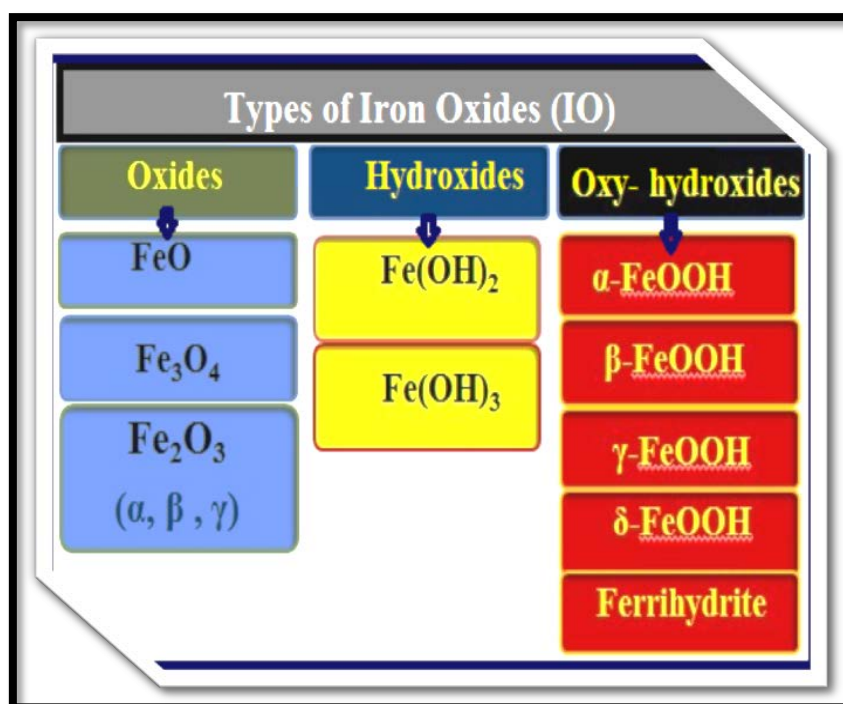 Types of Iron Oxides (IO)
Oxides
FeO
Fe₃O₄
Fe₂O₃
(α, β , γ)
Hydroxides
Fe(OH)₂
Fe(OH)₃
Oxy- hydroxides
α-FeOOH
β-FeOOH
γ-FeOOH
δ-FeOOH
Ferrihydrite